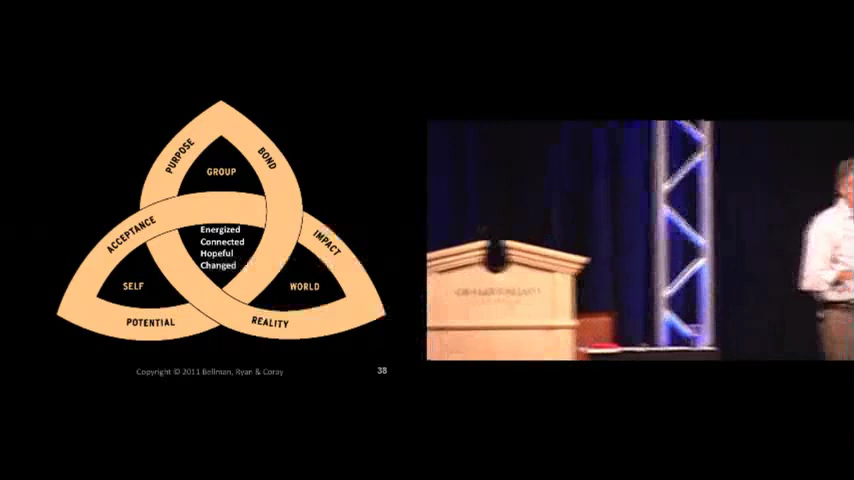 PURPOSE
BOND
GROUP
ACCEPTANCE
Energized
Connected
Hopeful
Changed
IMPACT
SELF
WORLD
POTENTIAL
REALITY
Copyright © 2011 Bellman, Ryan & Coray
38